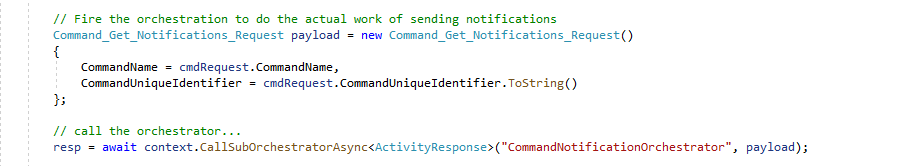 // Fire the orchestration to do the actual work of sending notifications
Command_Get_Notifications_Request payload = new Command_Get_Notifications_Request()
{
CommandName = cmdRequest.CommandName,
CommandUniqueIdentifier = cmdRequest.CommandUniqueIdentifier.ToString()
};
// call the orchestrator...
resp = await context.CallSubOrchestratorAsync<ActivityResponse>("CommandNotificationOrchestrator", payload);